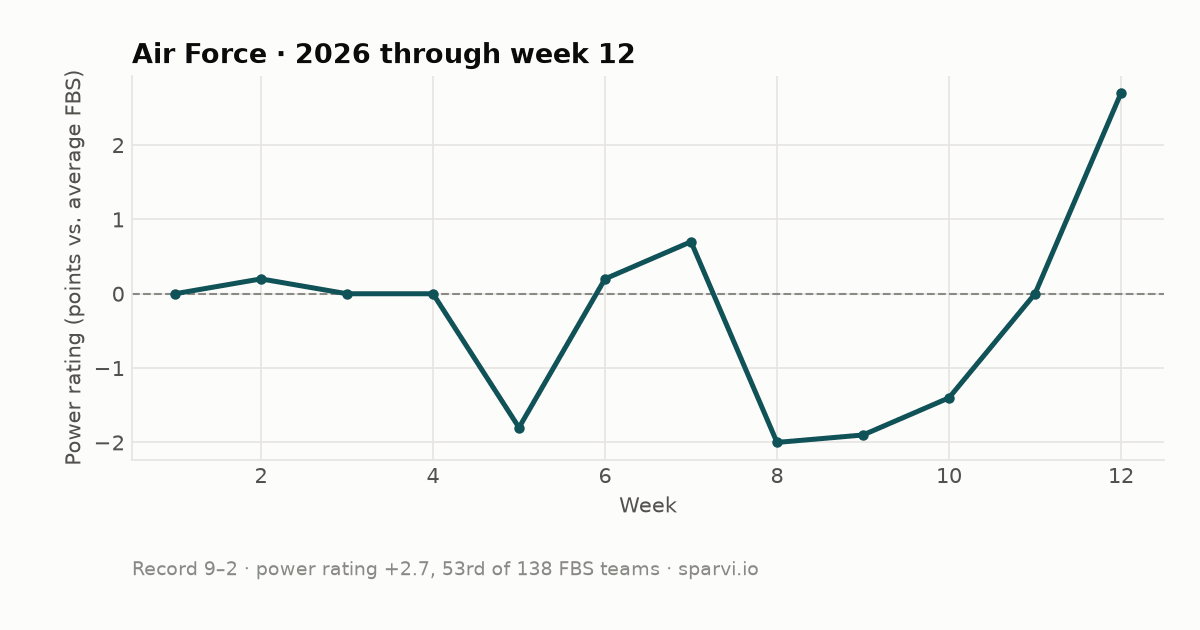 Air Force · 2026 through week 12
Power rating (points vs. average FBS)
2
1
0
−1
−2
2
4
6
8
10
12
Week
Record 9–2 · power rating +2.7, 53rd of 138 FBS teams · sparvi.io